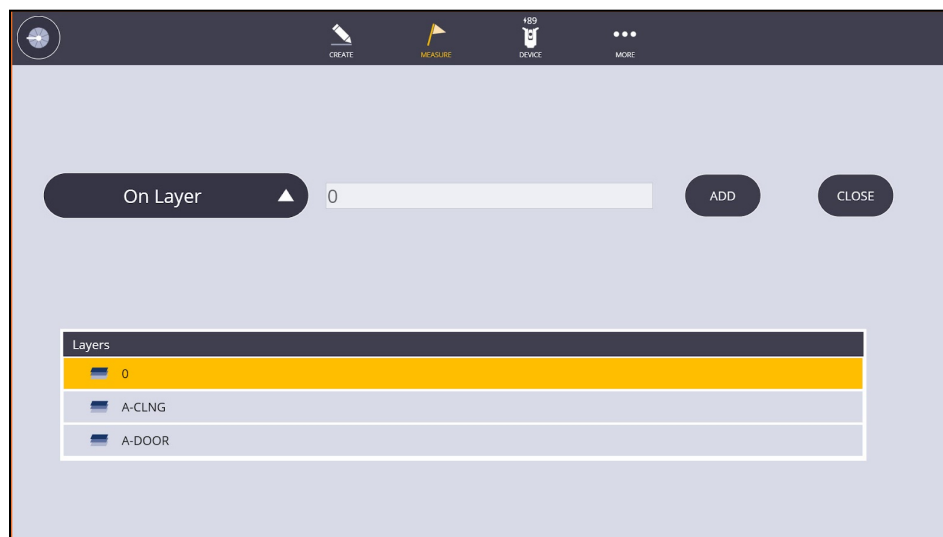 ⚡89
CREATE MEASURE DEVICE MORE
On Layer 0 ADD CLOSE
Layers
0
A-CLNG
A-DOOR